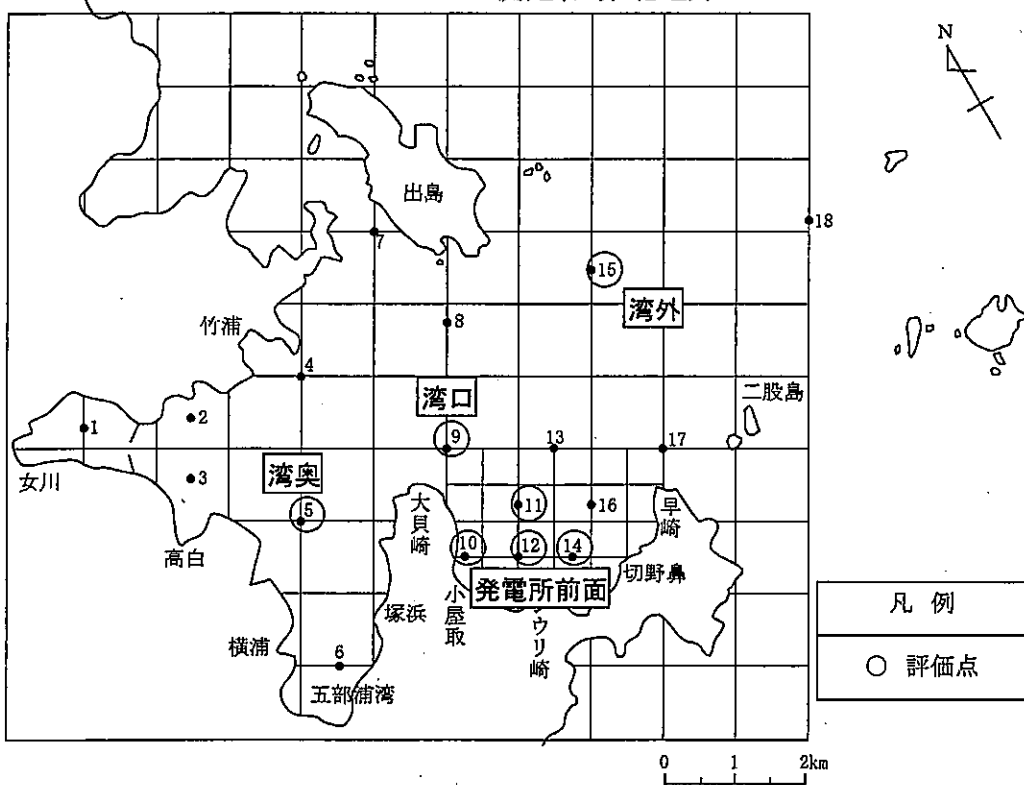 N
出島
18
7
15
湾外
8
竹浦
4
湾口
二股島
1
2
9
13
17
女川
3
湾奥
大貝崎
5
11
16
早崎
高白
10
12
14
切野鼻
発電所前面
小屋取
塚浜
ウリ崎
横浦
6
五部浦湾
凡例
○ 評価点
0 1 2km